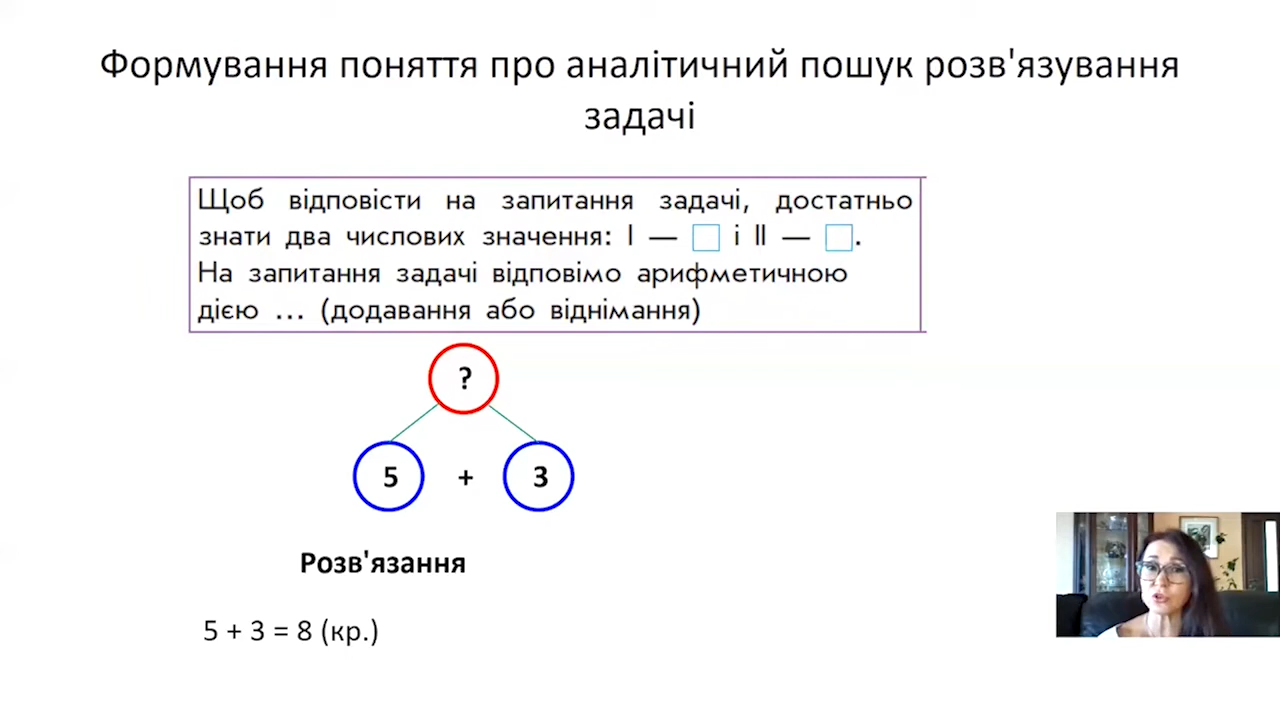 Формування поняття про аналітичний пошук розв'язування
задачі
Щоб відповісти на запитання задачі, достатньо
знати два числових значення: І — □ і ІІ — □.
На запитання задачі відповімо арифметичною
дією ... (додавання або віднімання)
?
5 + 3
Розв'язання
5 + 3 = 8 (кр.)